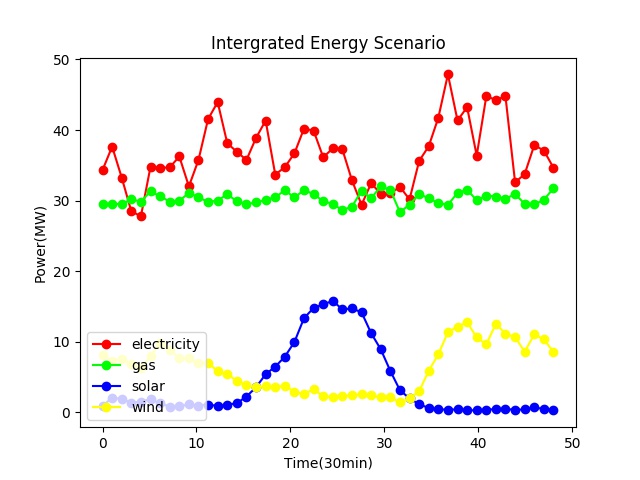 Intergrated Energy Scenario
Power(MW)
50
40
30
20
10
0
electricity
gas
solar
wind
0 10 20 30 40 50
Time(30min)